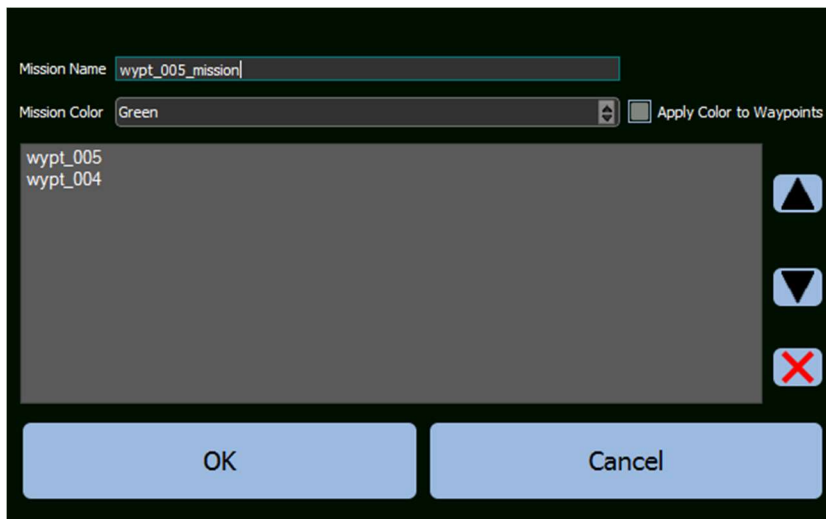 Mission Name wypt_005_mission
Mission Color Green Apply Color to Waypoints
wypt_005
wypt_004
OK Cancel